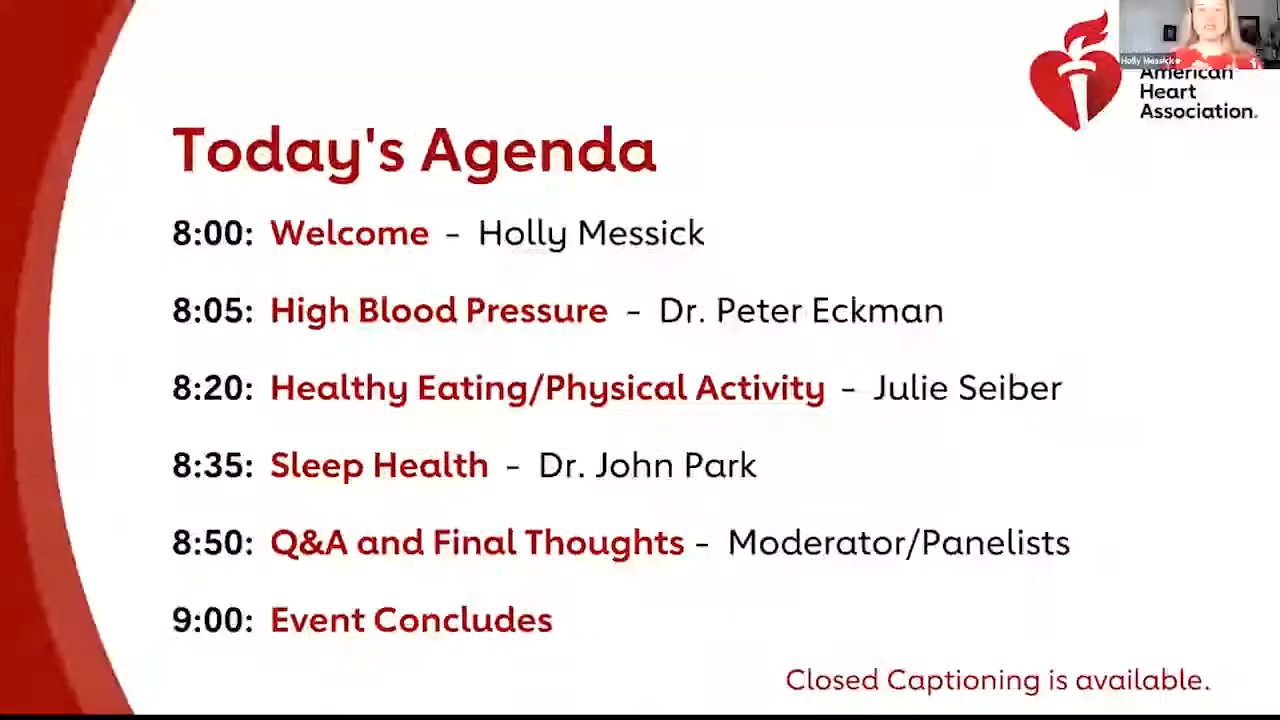 Holly Messick
American
Heart
Association.
Today's Agenda
8:00: Welcome - Holly Messick
8:05: High Blood Pressure - Dr. Peter Eckman
8:20: Healthy Eating/Physical Activity - Julie Seiber
8:35: Sleep Health - Dr. John Park
8:50: Q&A and Final Thoughts - Moderator/Panelists
9:00: Event Concludes
Closed Captioning is available.